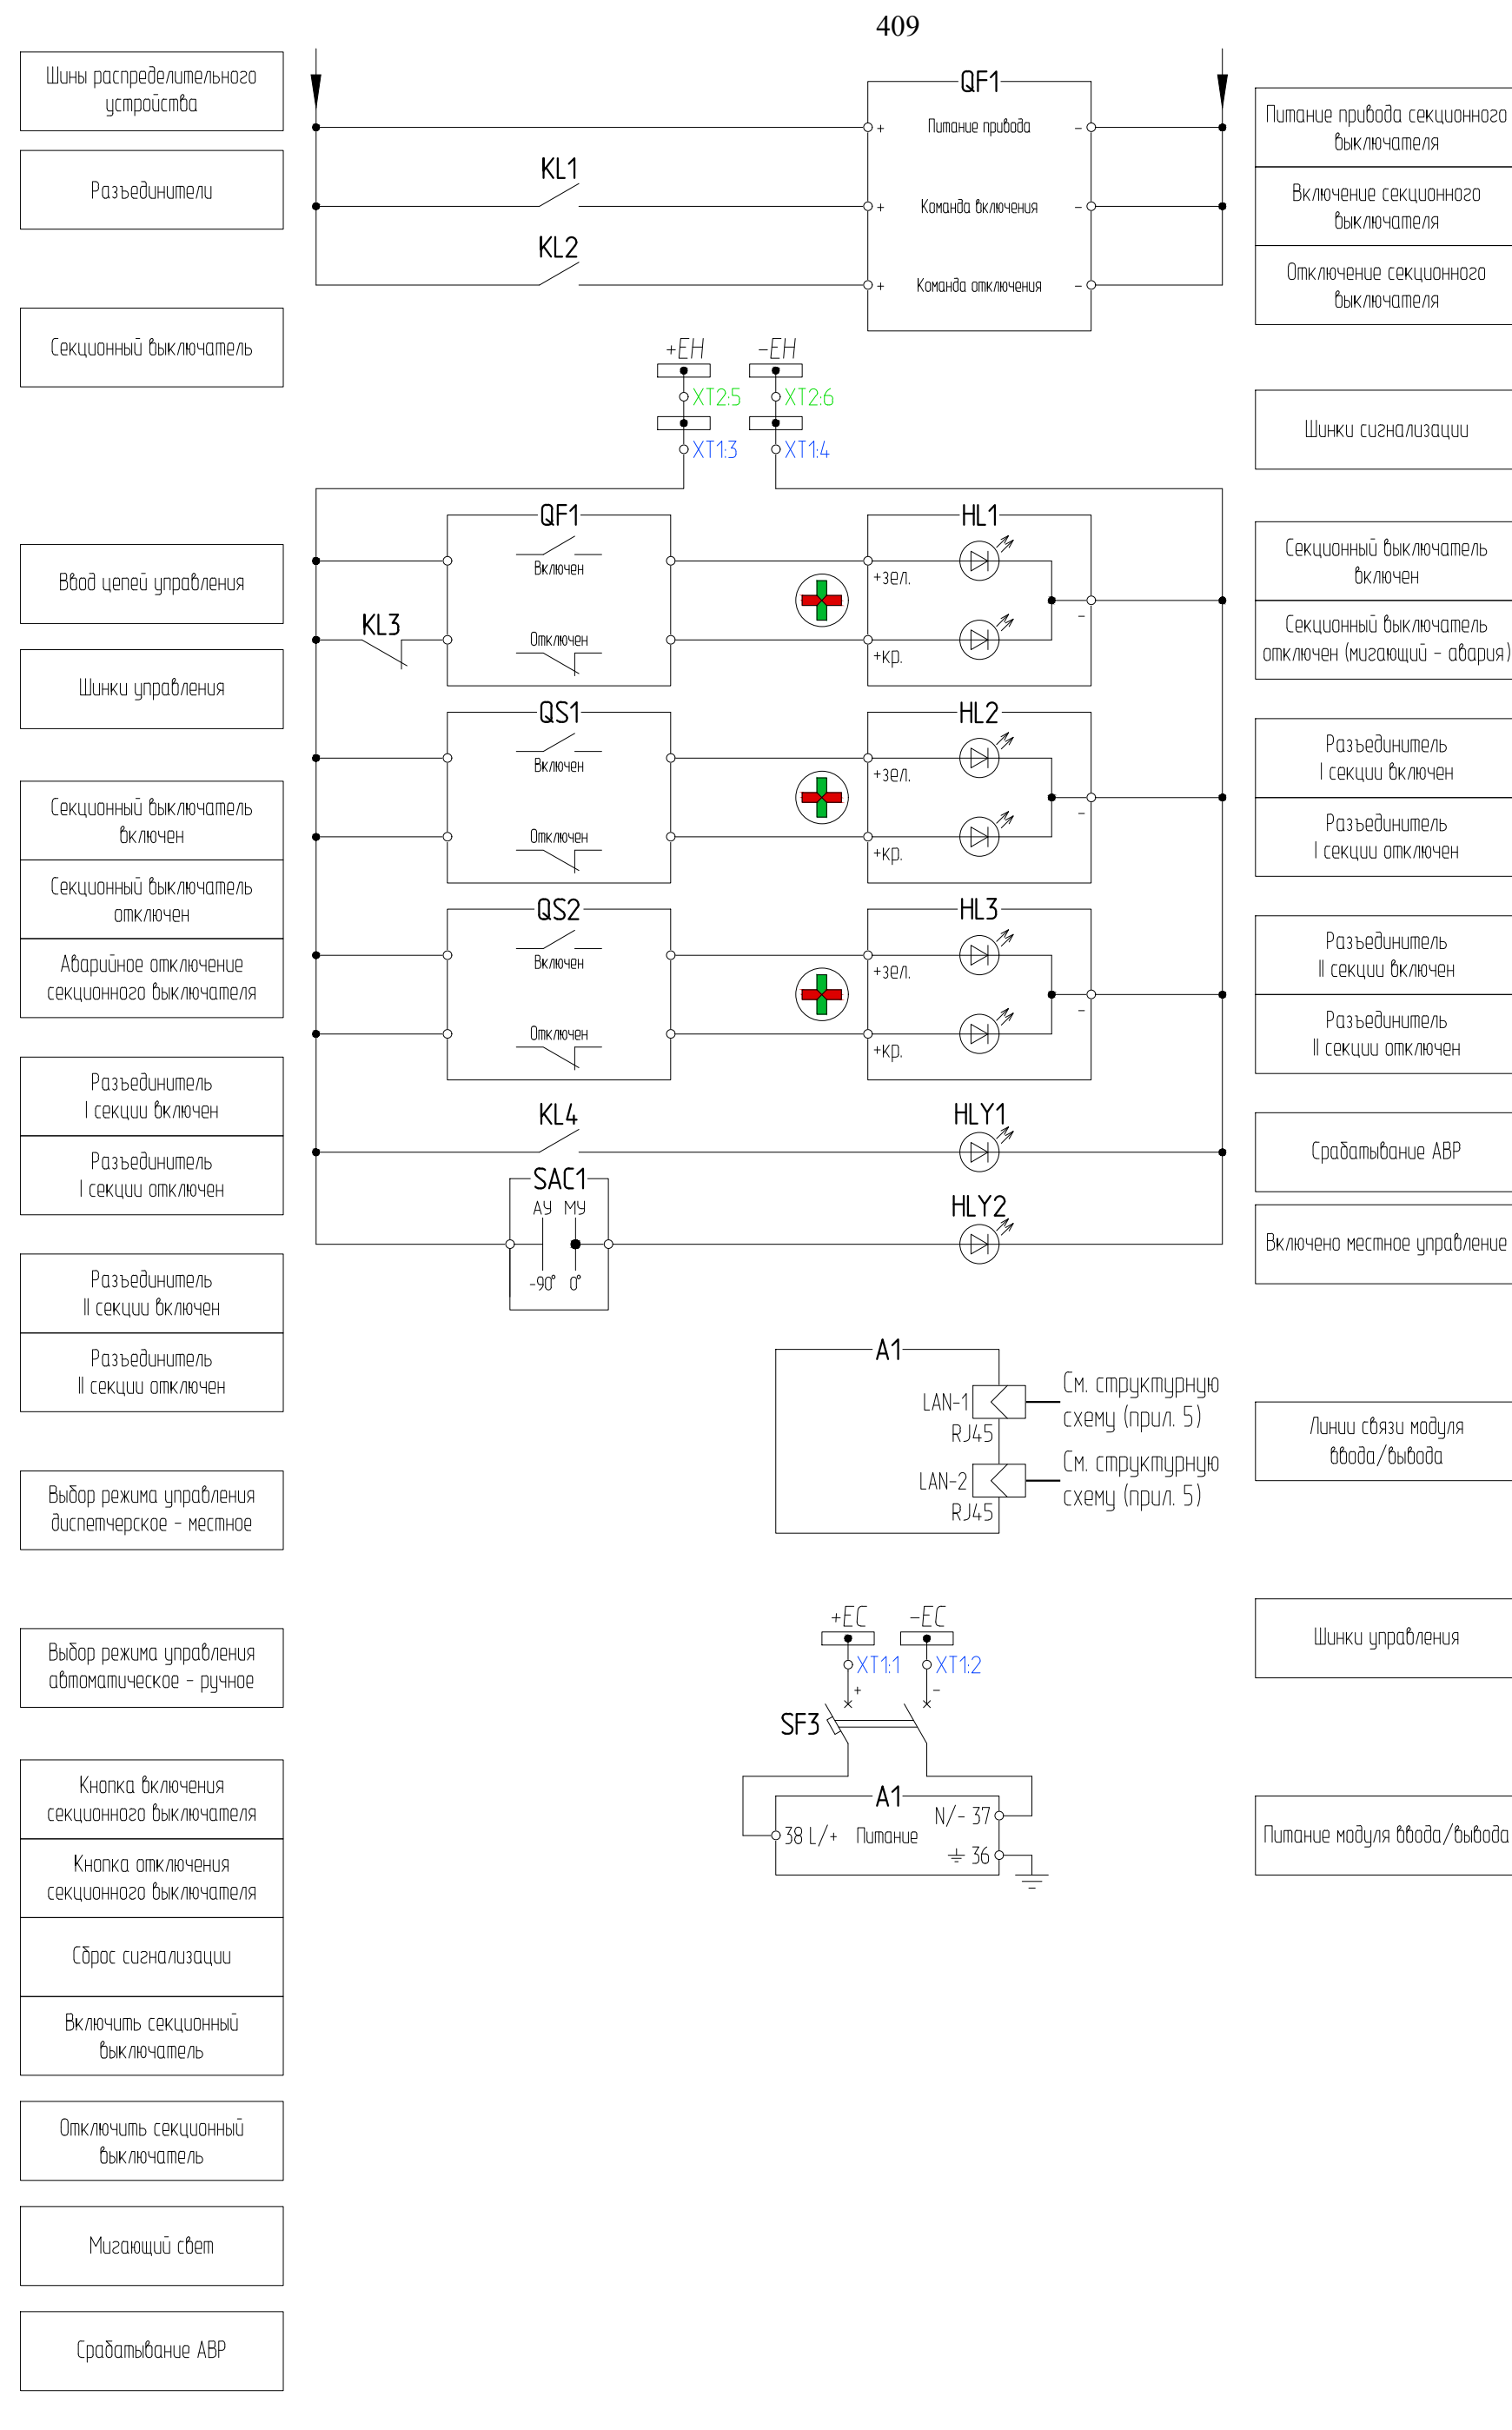 409
Шины распределительного
устройства
Разъединители
Секционный выключатель
Ввод цепей управления
Шинки управления
Секционный выключатель
включен
Секционный выключатель
отключен
Аварийное отключение
секционного выключателя
Разъединитель
I секции включен
Разъединитель
I секции отключен
Разъединитель
II секции включен
Разъединитель
II секции отключен
Выбор режима управления
диспетчерское - местное
Выбор режима управления
автоматическое - ручное
Кнопка включения
секционного выключателя
Кнопка отключения
секционного выключателя
Сброс сигнализации
Включить секционный
выключатель
Отключить секционный
выключатель
Мигающий свет
Срабатывание АВР
QF1
+ Питание привода -
KL1
+ Команда включения -
KL2
+ Команда отключения -
+EH -EH
XT2:5 XT2:6
XT1:3 XT1:4
QF1
Включен
KL3
Отключен
HL1
+зел.
-
+кр.
QS1
Включен
Отключен
HL2
+зел.
-
+кр.
QS2
Включен
Отключен
HL3
+зел.
-
+кр.
KL4
HLY1
SAC1
АУ МУ
-90° 0°
HLY2
A1
LAN-1
RJ45
См. структурную
схему (прил. 5)
LAN-2
RJ45
См. структурную
схему (прил. 5)
+EC -EC
XT1:1 XT1:2
+ -
SF3
A1
N/- 37
38 L/+ Питание
36
Питание привода секционного
выключателя
Включение секционного
выключателя
Отключение секционного
выключателя
Шинки сигнализации
Секционный выключатель
включен
Секционный выключатель
отключен (мигающий - авария)
Разъединитель
I секции включен
Разъединитель
I секции отключен
Разъединитель
II секции включен
Разъединитель
II секции отключен
Срабатывание АВР
Включено местное управление
Линии связи модуля
ввода/вывода
Шинки управления
Питание модуля ввода/вывода